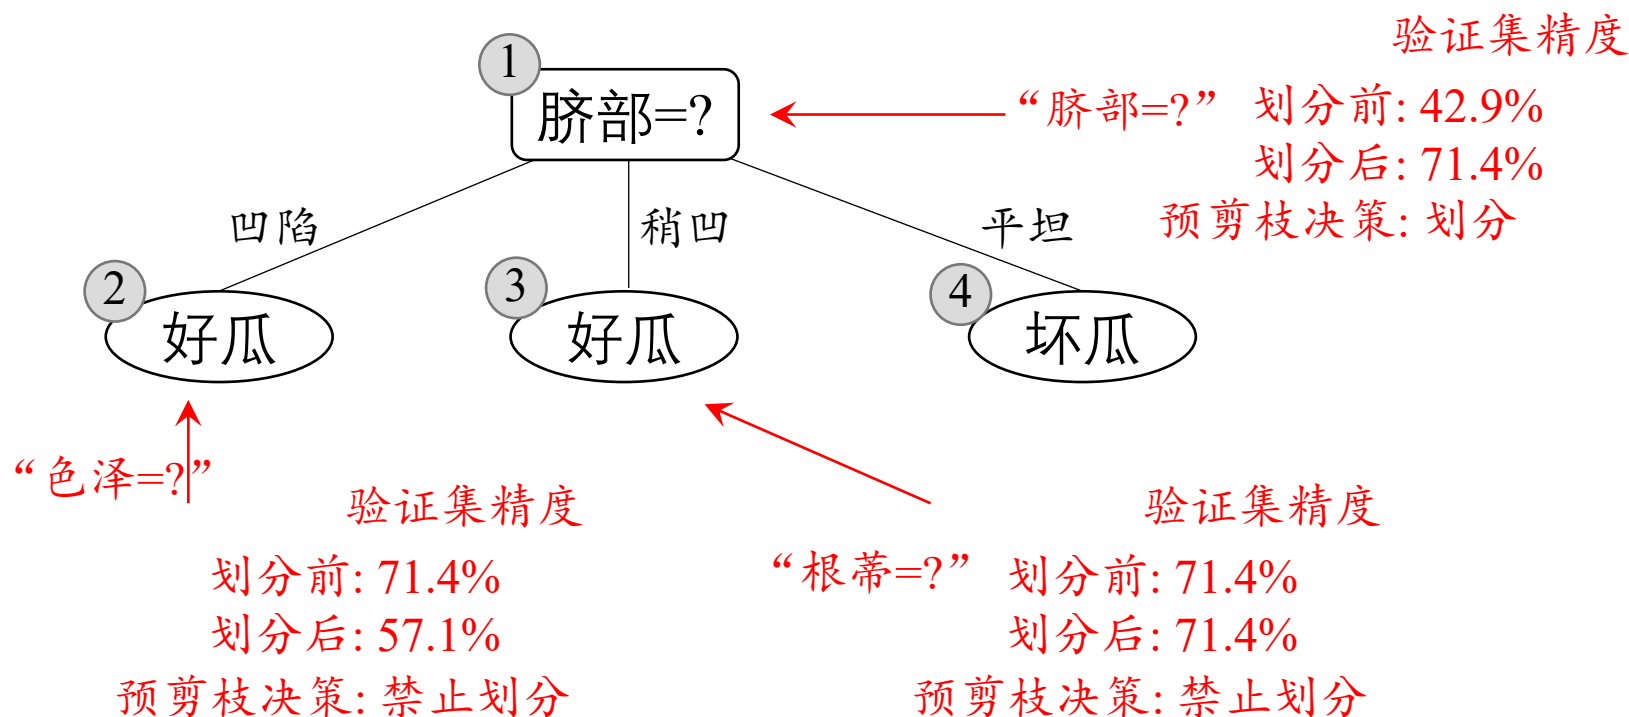 验证集精度
1
脐部=?
“脐部=?” 划分前: 42.9%
划分后: 71.4%
预剪枝决策: 划分
凹陷
稍凹
平坦
2
好瓜
3
好瓜
4
坏瓜
“色泽=?”
验证集精度
划分前: 71.4%
划分后: 57.1%
预剪枝决策: 禁止划分
验证集精度
“根蒂=?” 划分前: 71.4%
划分后: 71.4%
预剪枝决策: 禁止划分